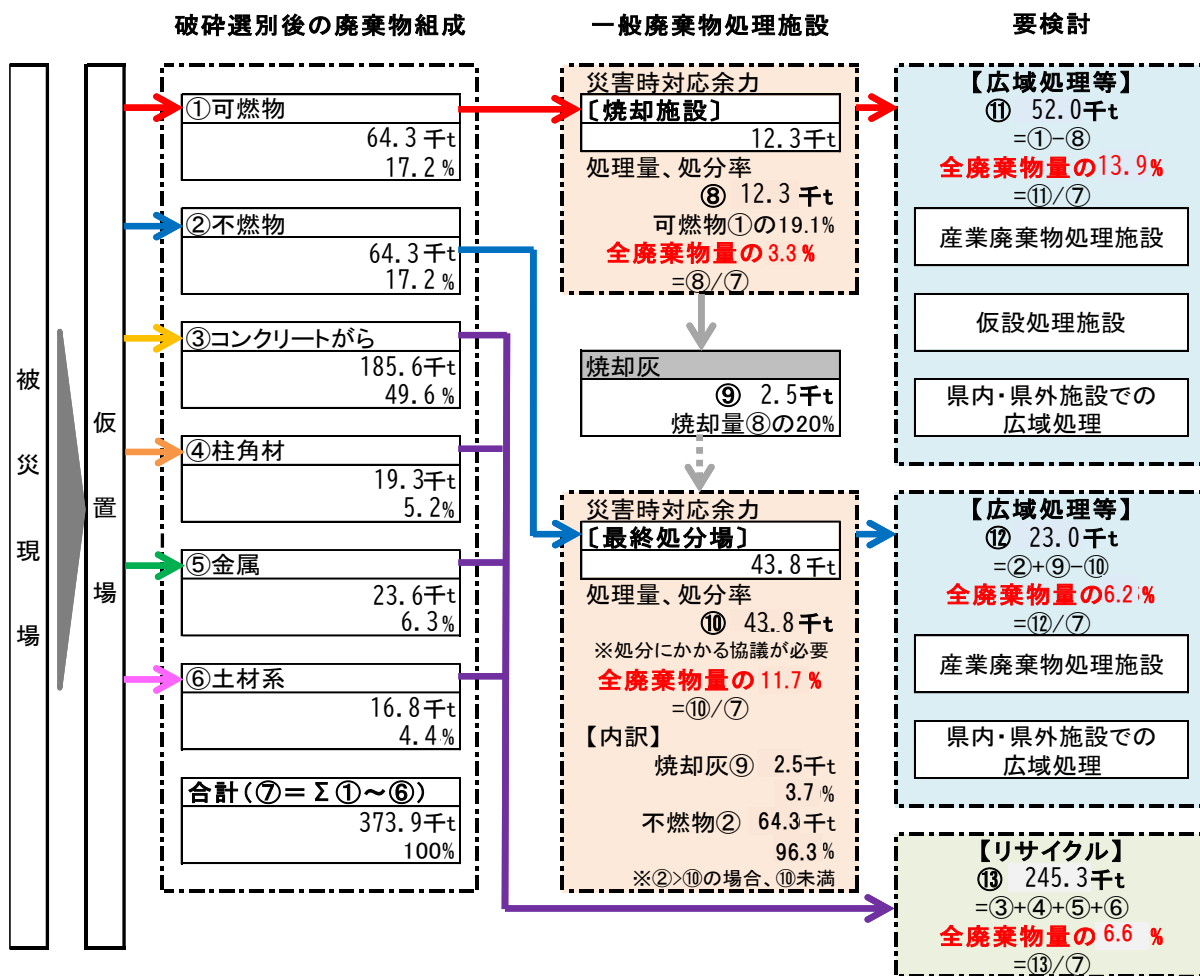 破砕選別後の廃棄物組成
一般廃棄物処理施設
要検討
被災現場
仮置場
①可燃物
64.3千t
17.2%
②不燃物
64.3千t
17.2%
③コンクリートがら
185.6千t
49.6%
④柱角材
19.3千t
5.2%
⑤金属
23.6千t
6.3%
⑥土材系
16.8千t
4.4%
合計(⑦=Σ①~⑥)
373.9千t
100%
災害時対応余力
〔焼却施設〕
12.3千t
処理量、処分率
⑧ 12.3千t
可燃物①の19.1%
全廃棄物量の3.3%
=⑧/⑦
焼却灰
⑨ 2.5千t
焼却量⑧の20%
災害時対応余力
〔最終処分場〕
43.8千t
処理量、処分率
⑩ 43.8千t
※処分にかかる協議が必要
全廃棄物量の11.7%
=⑩/⑦
【内訳】
焼却灰⑨ 2.5千t
3.7%
不燃物② 64.3千t
96.3%
※②>⑩の場合、⑩未満
【広域処理等】
⑪ 52.0千t
=①-⑧
全廃棄物量の13.9%
=⑪/⑦
産業廃棄物処理施設
仮設処理施設
県内・県外施設での
広域処理
【広域処理等】
⑫ 23.0千t
=②+⑨-⑩
全廃棄物量の6.2%
=⑫/⑦
産業廃棄物処理施設
県内・県外施設での
広域処理
【リサイクル】
⑬ 245.3千t
=③+④+⑤+⑥
全廃棄物量の 6.6 %
=⑬/⑦